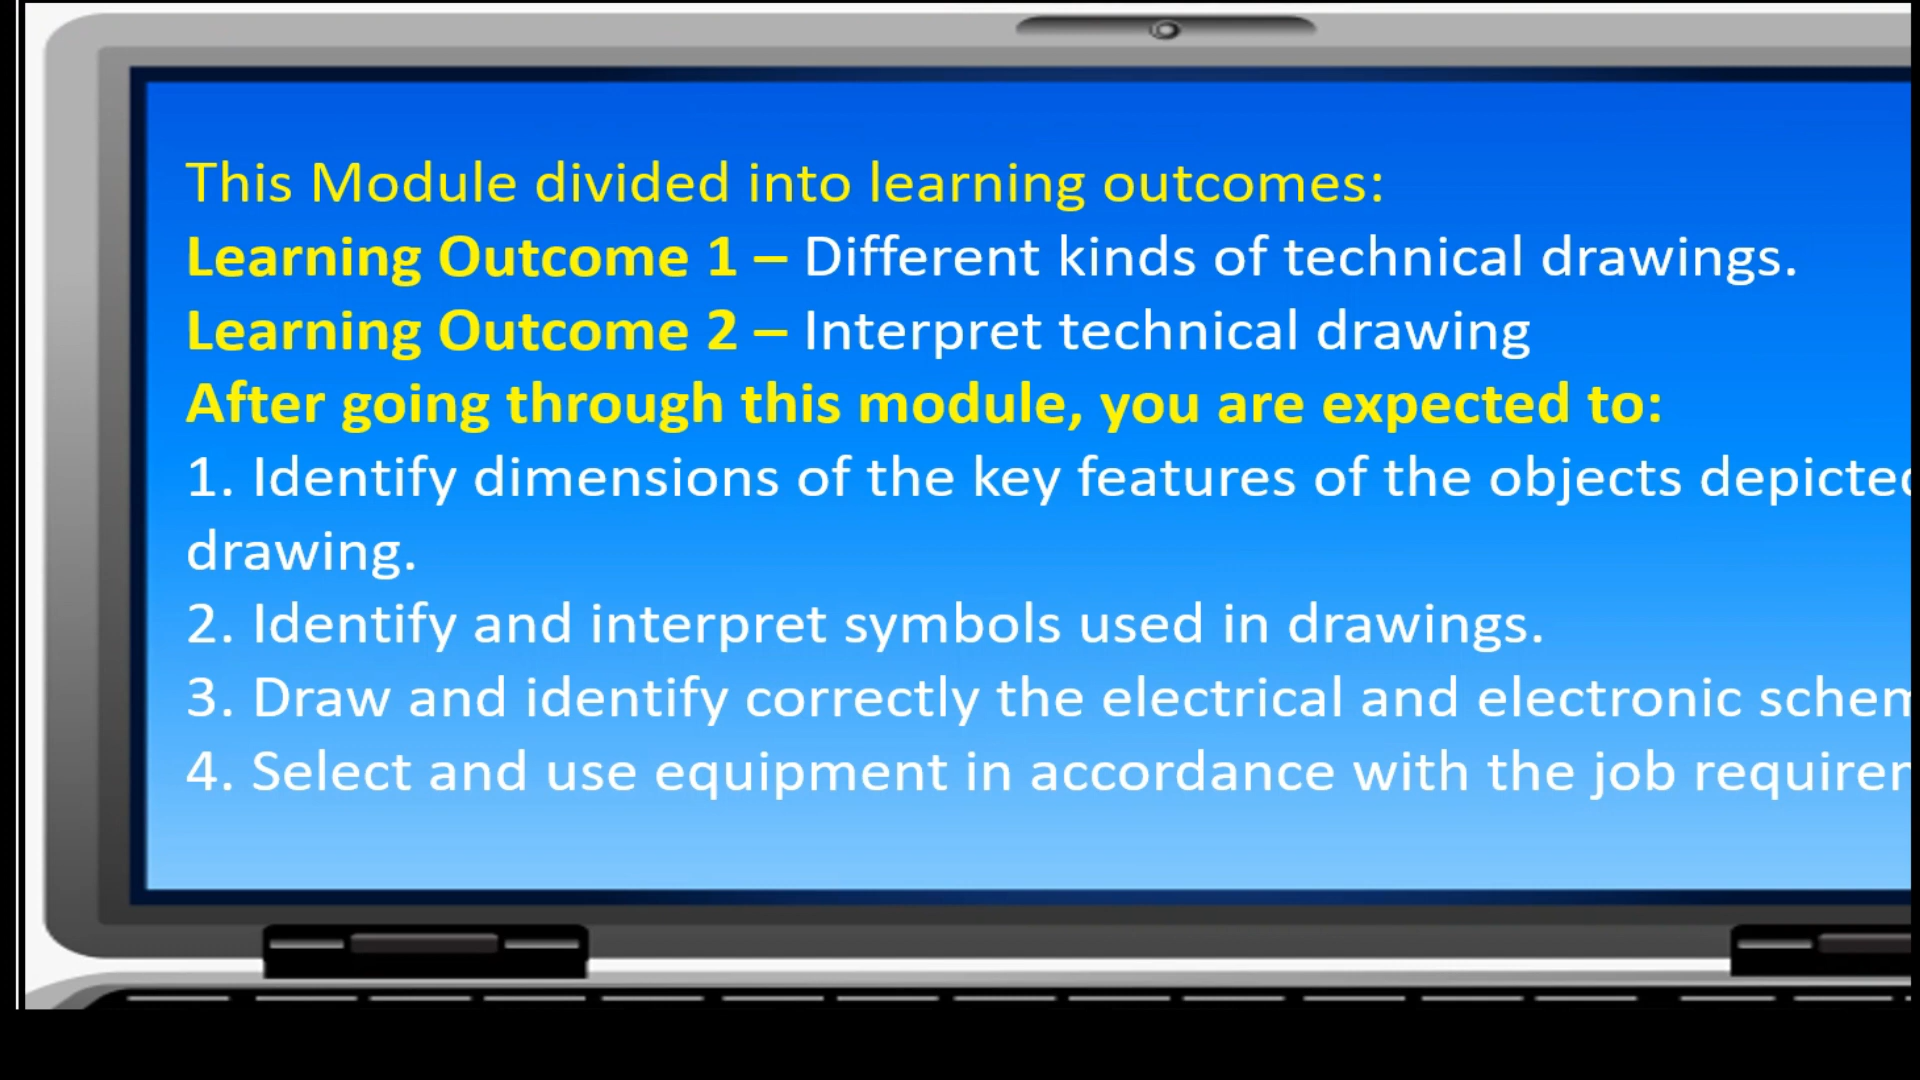 This Module divided into learning outcomes:
Learning Outcome 1 – Different kinds of technical drawings.
Learning Outcome 2 – Interpret technical drawing
After going through this module, you are expected to:
1. Identify dimensions of the key features of the objects depicted
drawing.
2. Identify and interpret symbols used in drawings.
3. Draw and identify correctly the electrical and electronic
4. Select and use equipment in accordance with the job